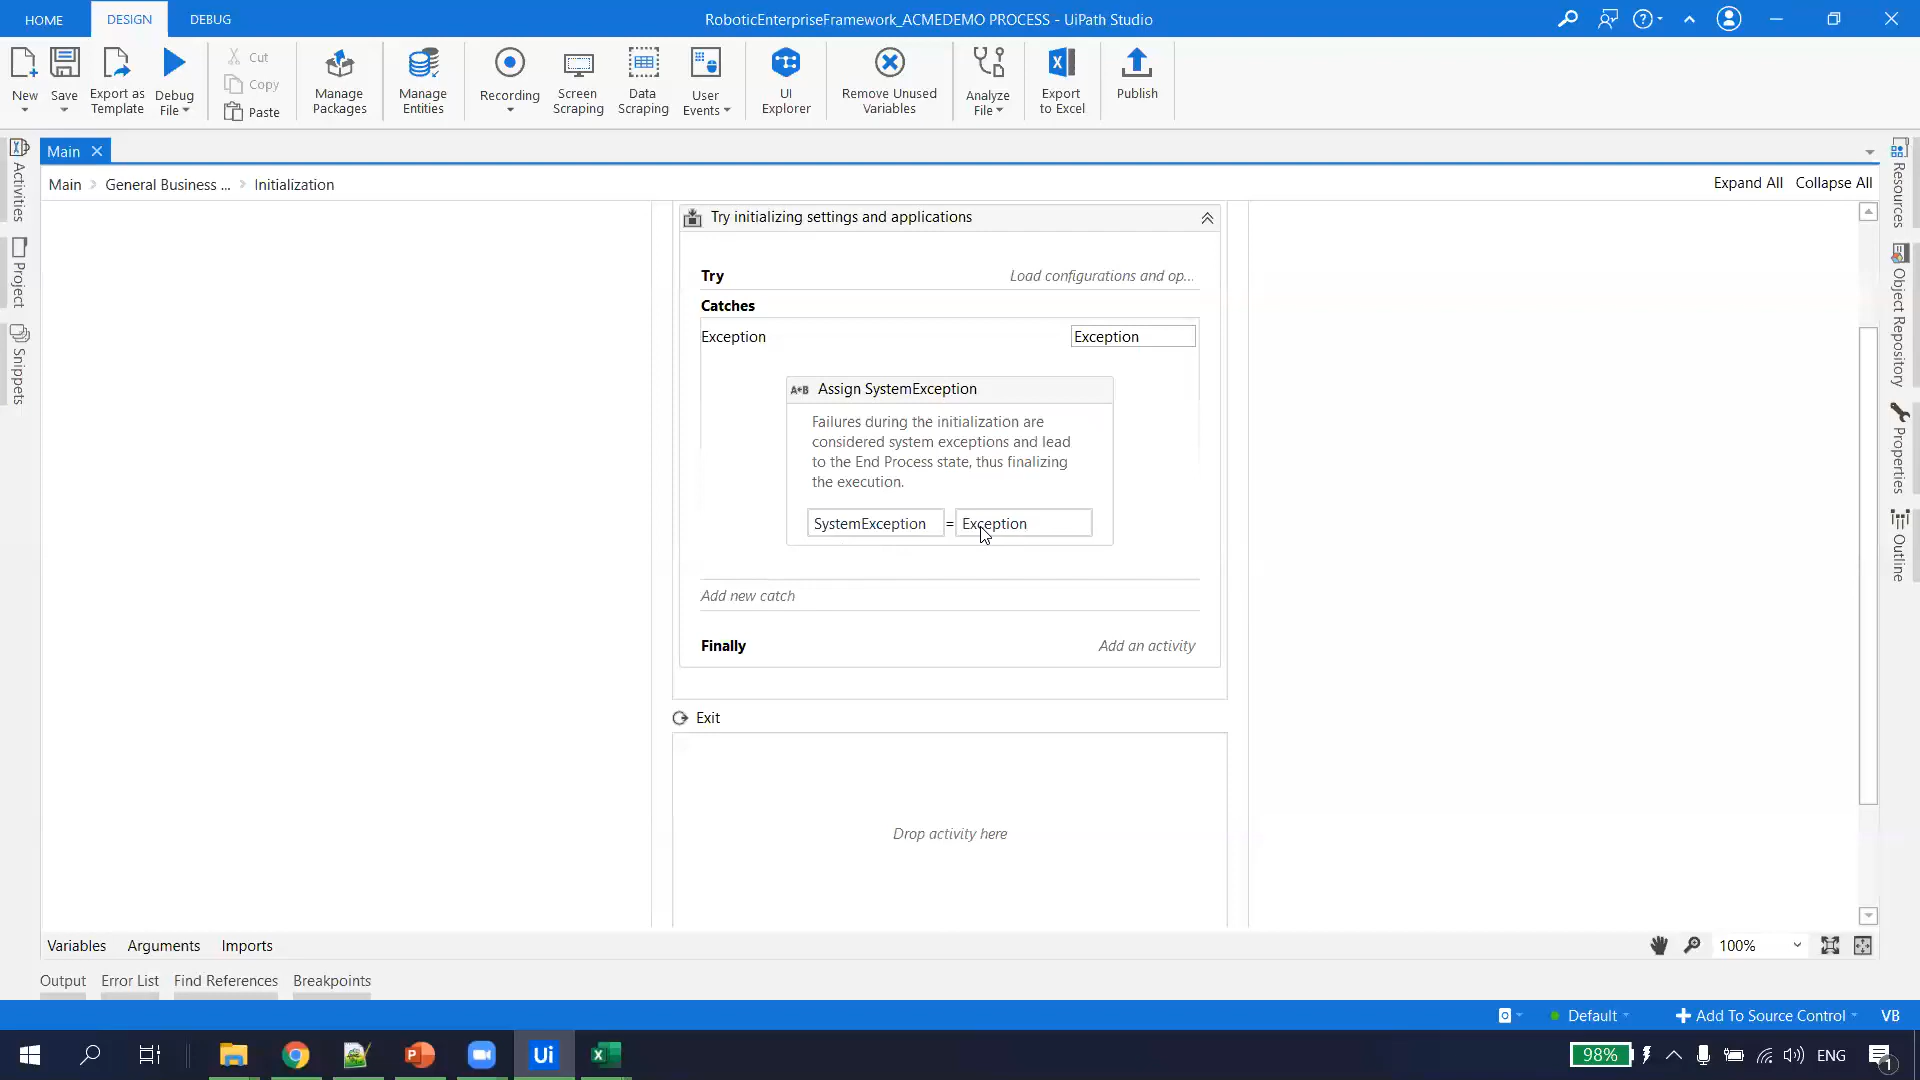 HOME
DESIGN
DEBUG
RoboticEnterpriseFramework_ACMEDEMO PROCESS - UiPath Studio
New
Save
Export as
Template
Debug
File
Cut
Copy
Paste
Manage
Packages
Manage
Entities
Recording
Screen
Scraping
Data
Scraping
User
Events
UI
Explorer
Remove Unused
Variables
Analyze
File
Export
to Excel
Publish
Activities
Project
Snippets
Main
Main
General Business ...
Initialization
Expand All
Collapse All
Resources
Object Repository
Properties
Outline
Try initializing settings and applications
Try
Load configurations and op...
Catches
Exception
Exception
A+B
Assign SystemException
Failures during the initialization are
considered system exceptions and lead
to the End Process state, thus finalizing
the execution.
SystemException = Exception
Add new catch
Finally
Add an activity
Exit
Drop activity here
Variables
Arguments
Imports
100%
Output
Error List
Find References
Breakpoints
Default
Add To Source Control
VB
Ui
98%
ENG
1